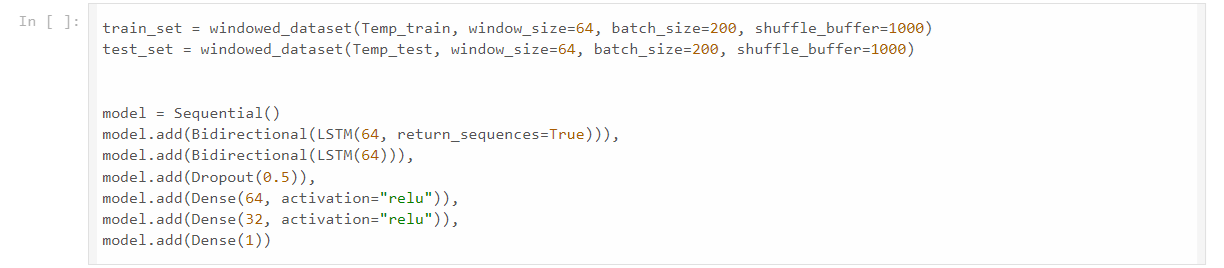 In [ ]:
train_set = windowed_dataset(Temp_train, window_size=64, batch_size=200, shuffle_buffer=1000)
test_set = windowed_dataset(Temp_test, window_size=64, batch_size=200, shuffle_buffer=1000)
model = Sequential()
model.add(Bidirectional(LSTM(64, return_sequences=True))),
model.add(Bidirectional(LSTM(64))),
model.add(Dropout(0.5)),
model.add(Dense(64, activation="relu")),
model.add(Dense(32, activation="relu")),
model.add(Dense(1))